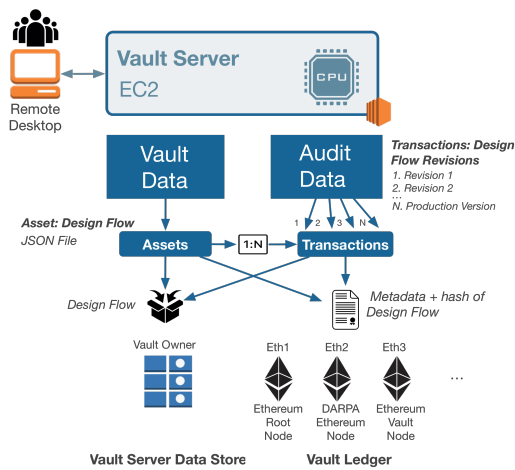 Vault Server
EC2
CPU
Remote
Desktop
Vault
Data
Audit
Data
Transactions: Design
Flow Revisions
1. Revision 1
2. Revision 2
...
N. Production Version
1 2 3 N
Asset: Design Flow
JSON File
Assets
1:N
Transactions
Design Flow
Metadata + hash of
Design Flow
Vault Owner
Eth1
Eth2
Eth3
...
Ethereum
Root
Node
DARPA
Ethereum
Node
Ethereum
Vault
Node
Vault Server Data Store
Vault Ledger